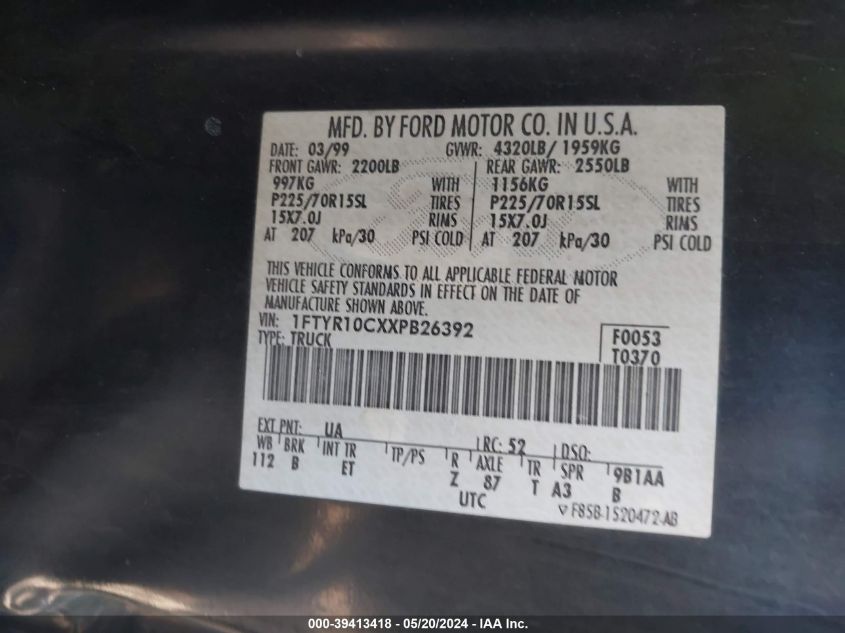 MFD. BY FORD MOTOR CO. IN U.S.A.
DATE: 03/99 GVWR: 4320LB/ 1959KG
FRONT GAWR: 2200LB REAR GAWR: 2550LB
997KG WITH 1156KG WITH
P225/70R15SL TIRES P225/70R15SL TIRES
15X7.0J RIMS 15X7.0J RIMS
AT 207 kPa/30 PSI COLD AT 207 kPa/30 PSI COLD
THIS VEHICLE CONFORMS TO ALL APPLICABLE FEDERAL MOTOR
VEHICLE SAFETY STANDARDS IN EFFECT ON THE DATE OF
MANUFACTURE SHOWN ABOVE.
VIN: 1FTYR10CXXPB26392 F0053
TYPE: TRUCK T0370
EXT PNT: UA RC: 52 DSO:
WB BRK INT TR TP/PS R AXLE TR SPR 9B1AA
112 B ET Z 87 T A3 B
UTC F85B-1520472-AB
000-39413418 - 05/20/2024 - IAA Inc.